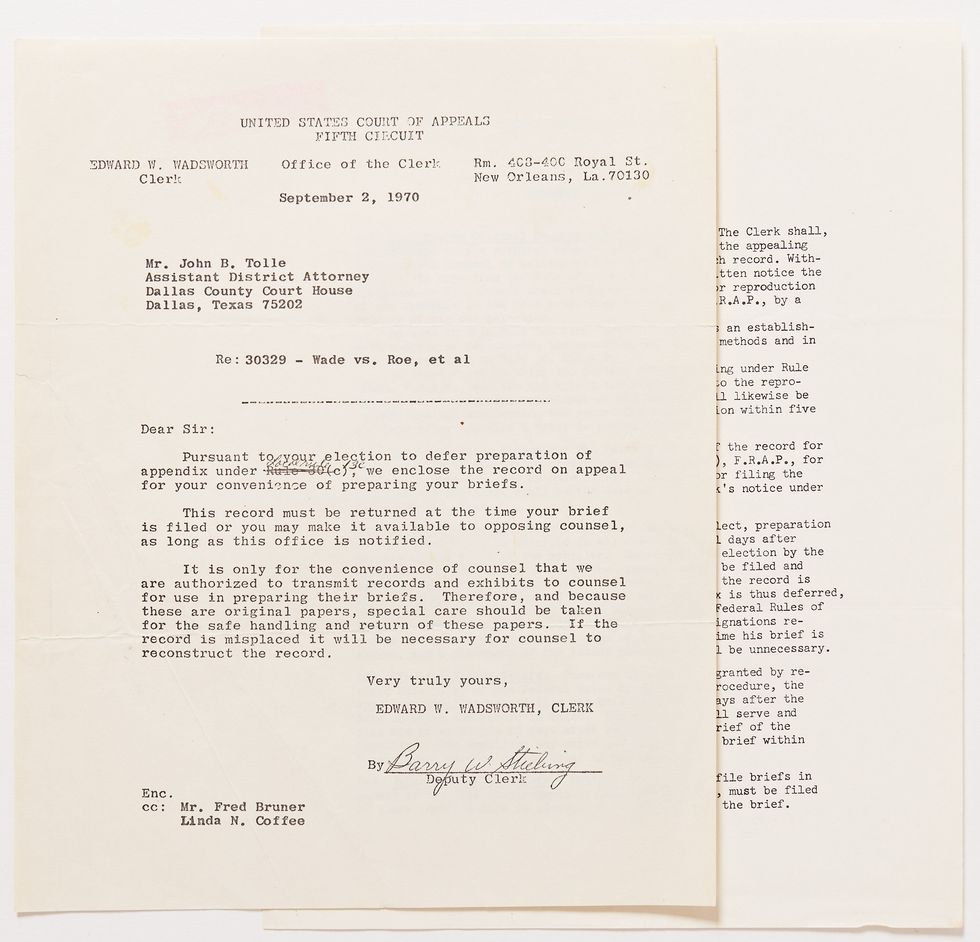 UNITED STATES COURT OF APPEALS
FIFTH CIRCUIT
EDWARD W. WADSWORTH
Clerk
Office of the Clerk
Rm. 408-400 Royal St.
New Orleans, La.70130
September 2, 1970
Mr. John B. Tolle
Assistant District Attorney
Dallas County Court House
Dallas, Texas 75202
Re: 30329 - Wade vs. Roe, et al
Dear Sir:
Pursuant to your election to defer preparation of
appendix under Rule 30(c), we enclose the record on appeal
for your convenience of preparing your briefs.
This record must be returned at the time your brief
is filed or you may make it available to opposing counsel,
as long as this office is notified.
It is only for the convenience of counsel that we
are authorized to transmit records and exhibits to counsel
for use in preparing their briefs. Therefore, and because
these are original papers, special care should be taken
for the safe handling and return of these papers. If the
record is misplaced it will be necessary for counsel to
reconstruct the record.
Very truly yours,
EDWARD W. WADSWORTH, CLERK
By Barry W. Stiebing
Deputy Clerk
Enc.
cc: Mr. Fred Bruner
Linda N. Coffee
The Clerk shall,
the appealing
record. With-
notice the
reproduction
R.A.P., by a
an establish-
methods and in
under Rule
the repro-
likewise be
within five
the record for
F.R.A.P., for
filing the
notice under
preparation
days after
election by the
be filed and
the record is
is thus deferred,
Federal Rules of
re-
his brief is
be unnecessary.
granted by re-
the
after the
serve and
of the
brief within
file briefs in
, must be filed
the brief.